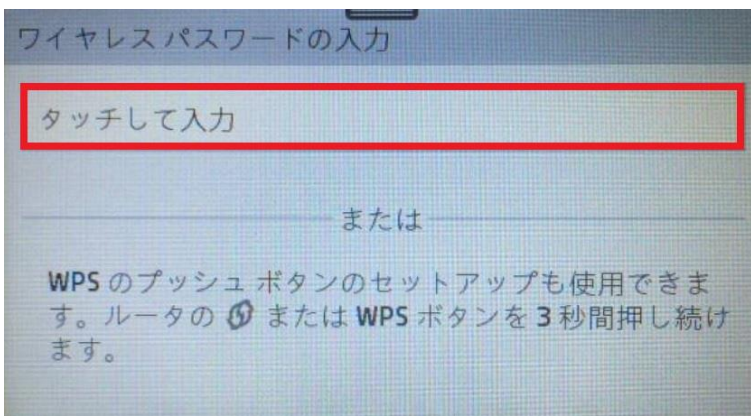 ワイヤレス パスワードの入力
タッチして入力
または
WPS のプッシュ ボタンのセットアップも使用できま
す。ルータの または WPS ボタンを 3 秒間押し続け
ます。